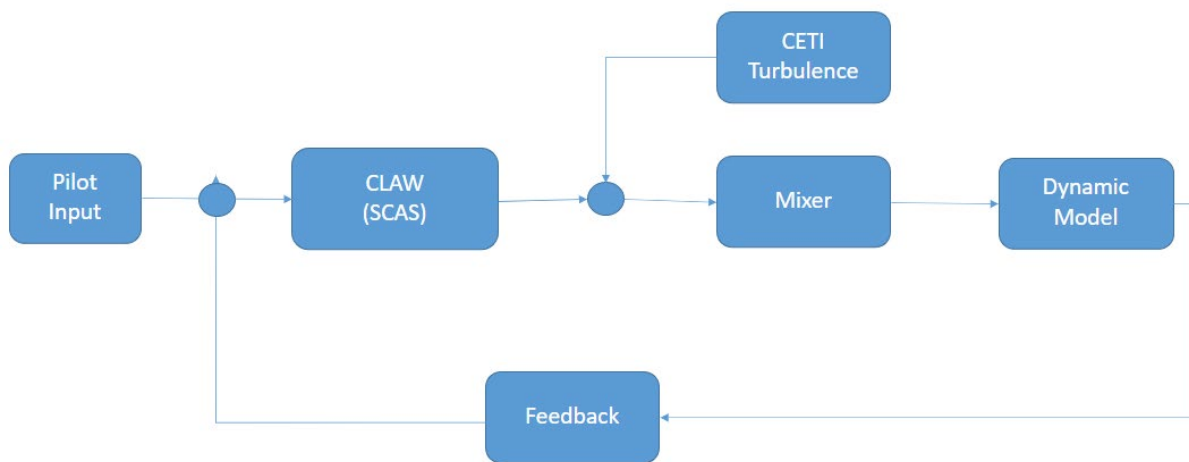 CETI
Turbulence
Pilot
Input
CLAW
(SCAS)
Mixer
Dynamic
Model
Feedback